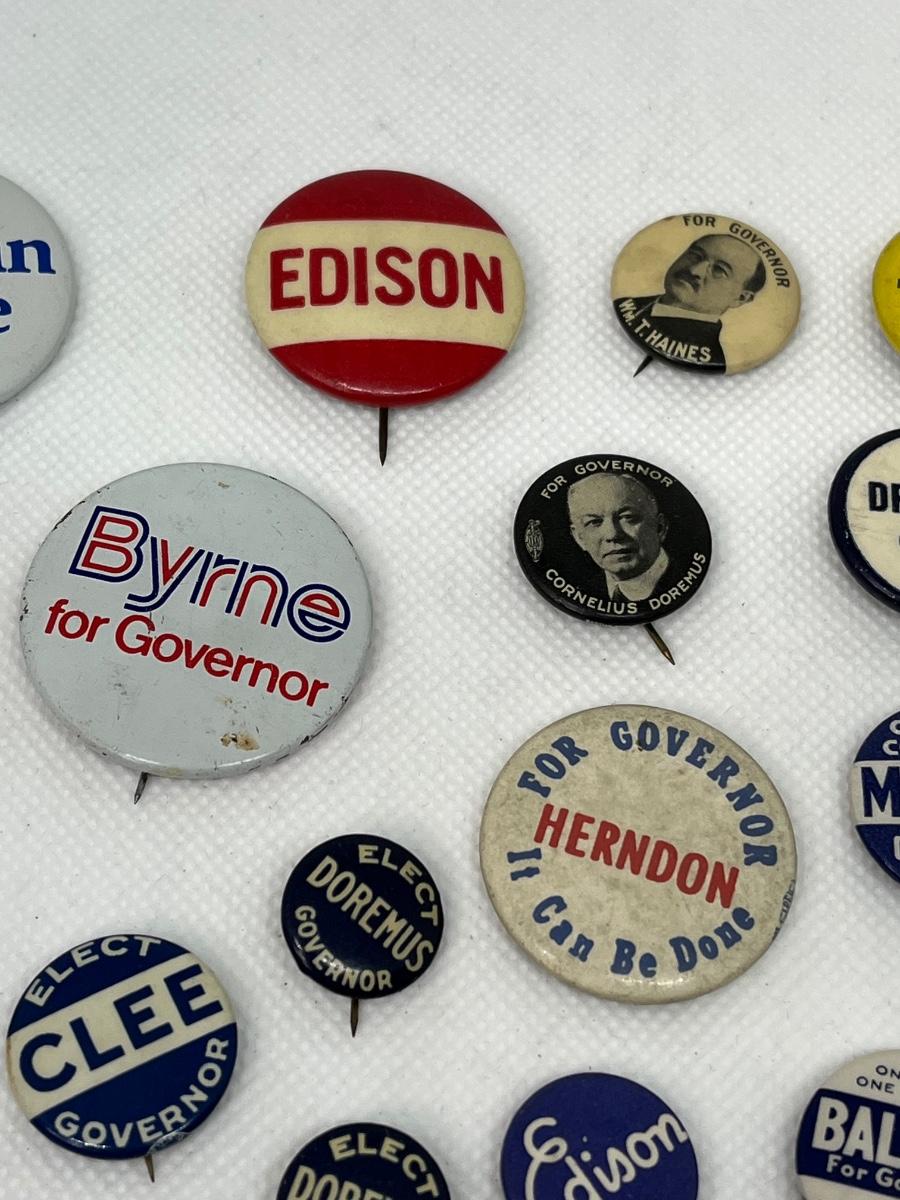 EDISON
FOR GOVERNOR
WM. T. HAINES
Byrne
for Governor
FOR GOVERNOR
CORNELIUS DOREMUS
FOR GOVERNOR
HERNDON
It Can Be Done
ELECT
DOREMUS
GOVERNOR
ELECT
CLEE
GOVERNOR
ELECT
Edison
For